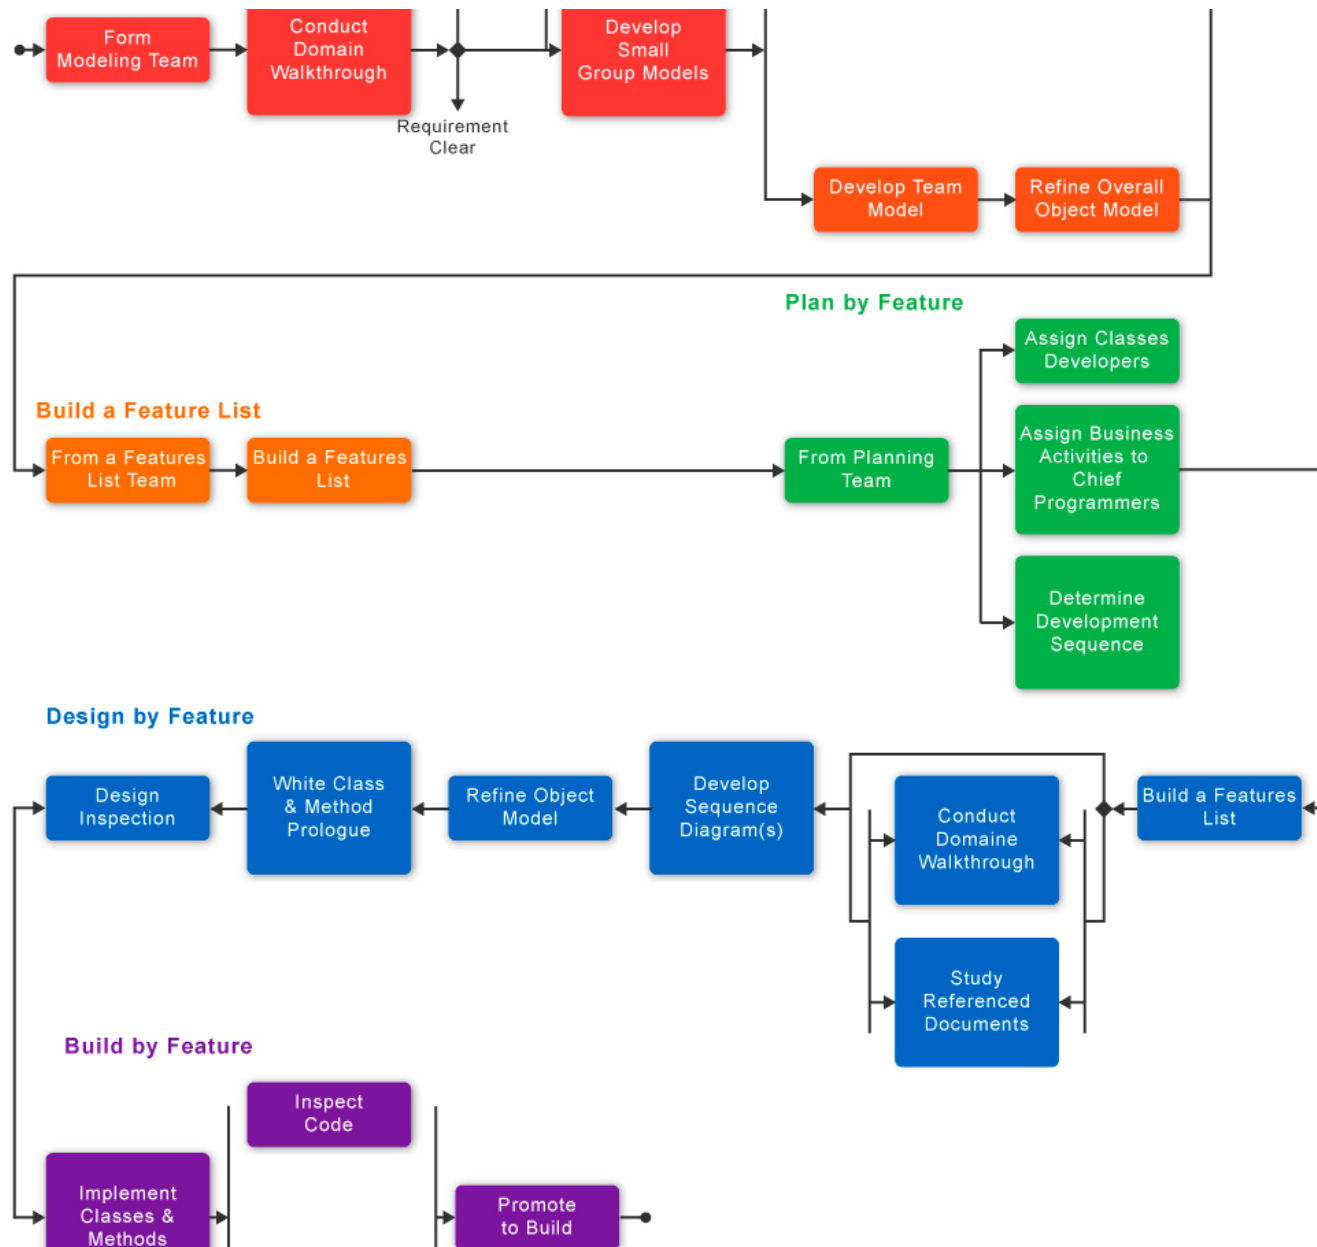 Form
Modeling Team
Conduct
Domain
Walkthrough
Requirement
Clear
Develop
Small
Group Models
Develop Team
Model
Refine Overall
Object Model
Plan by Feature
Assign Classes
Developers
Build a Feature List
From a Features
List Team
Build a Features
List
From Planning
Team
Assign Business
Activities to
Chief
Programmers
Determine
Development
Sequence
Design by Feature
Design
Inspection
White Class
& Method
Prologue
Refine Object
Model
Develop
Sequence
Diagram(s)
Conduct
Domaine
Walkthrough
Build a Features
List
Study
Referenced
Documents
Build by Feature
Inspect
Code
Implement
Classes &
Methods
Promote
to Build